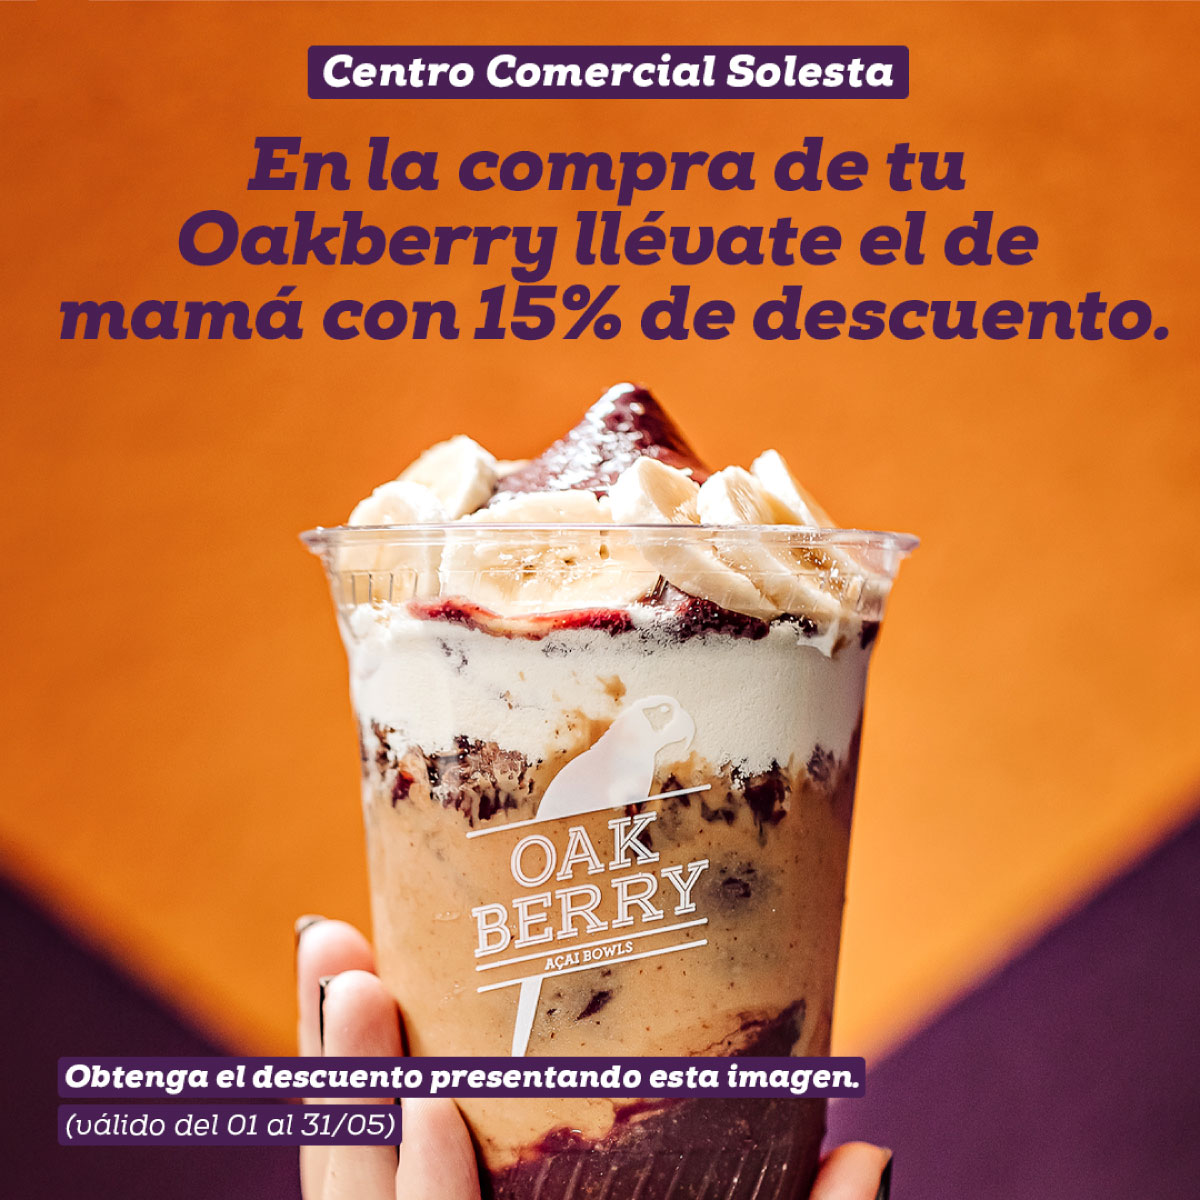 Centro Comercial Solesta
En la compra de tu
Oakberry llévate el de
mamá con 15% de descuento.
OAK
BERRY
AÇAI BOWLS
Obtenga el descuento presentando esta imagen.
(válido del 01 al 31/05)